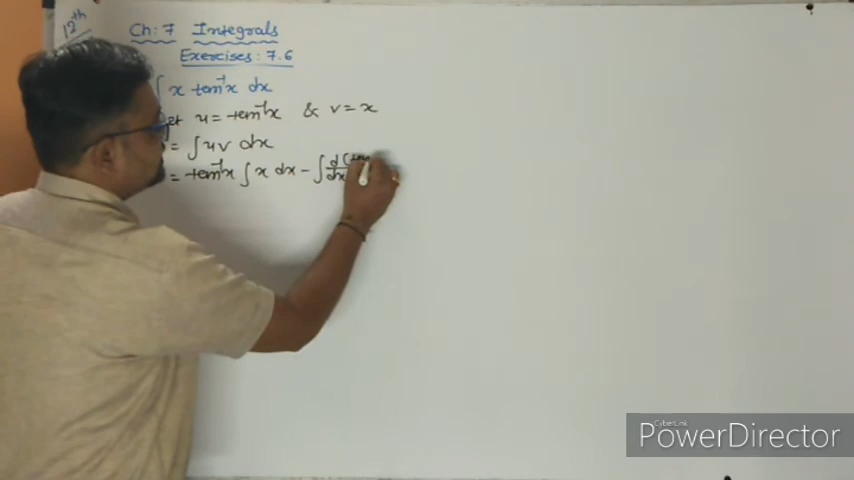 12th
Ch: 7 Integrals
Exercises: 7.6
∫ x tan⁻¹x dx
Let u = tan⁻¹x & v = x
= ∫ u v dx
= tan⁻¹x ∫ x dx - ∫ d/dx (tan
CyberLink
PowerDirector